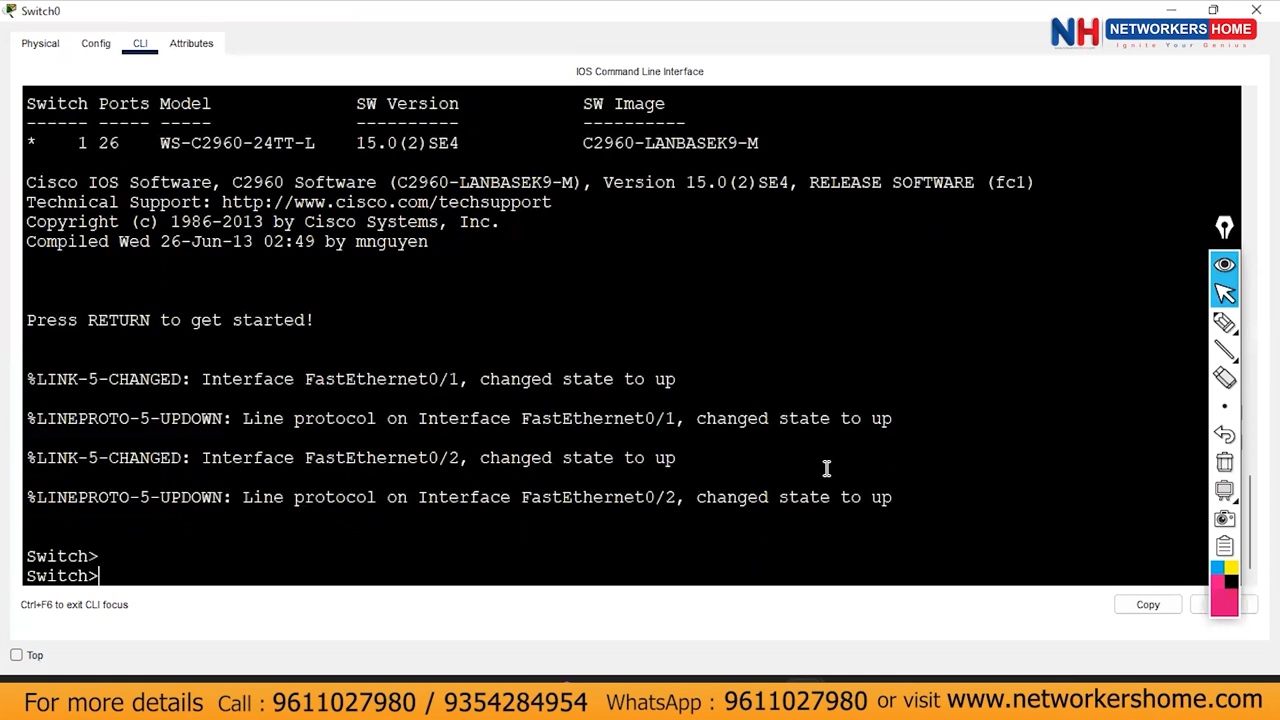 Switch0
NH NETWORKERS HOME
Ignite Your Genius
Physical Config CLI Attributes
IOS Command Line Interface
Switch Ports Model SW Version SW Image
------ ----- ----- ---------- ----------
* 1 26 WS-C2960-24TT-L 15.0(2)SE4 C2960-LANBASEK9-M
Cisco IOS Software, C2960 Software (C2960-LANBASEK9-M), Version 15.0(2)SE4, RELEASE SOFTWARE (fc1)
Technical Support: http://www.cisco.com/techsupport
Copyright (c) 1986-2013 by Cisco Systems, Inc.
Compiled Wed 26-Jun-13 02:49 by mnguyen
Press RETURN to get started!
%LINK-5-CHANGED: Interface FastEthernet0/1, changed state to up
%LINEPROTO-5-UPDOWN: Line protocol on Interface FastEthernet0/1, changed state to up
%LINK-5-CHANGED: Interface FastEthernet0/2, changed state to up
%LINEPROTO-5-UPDOWN: Line protocol on Interface FastEthernet0/2, changed state to up
Switch>
Switch>
Ctrl+F6 to exit CLI focus
Copy
Top
For more details Call : 9611027980 / 9354284954 WhatsApp : 9611027980 or visit www.networkershome.com